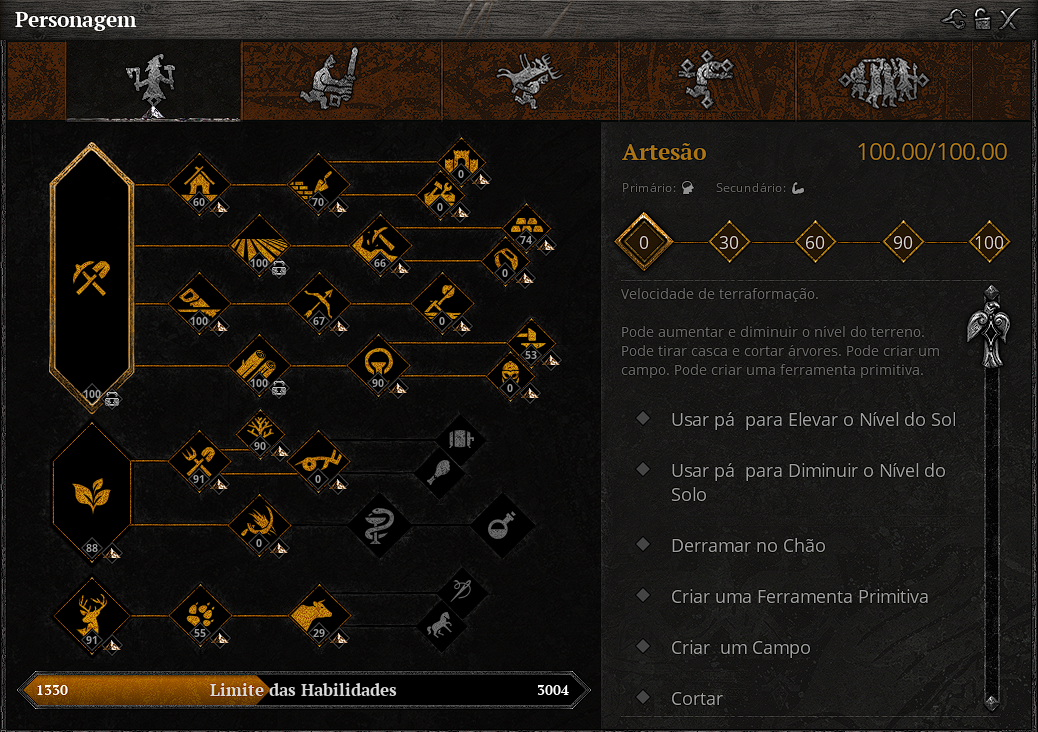 Personagem
Artesão
100.00/100.00
Primário:
Secundário:
0
30
60
90
100
Velocidade de terraformação.
Pode aumentar e diminuir o nível do terreno.
Pode tirar casca e cortar árvores. Pode criar um
campo. Pode criar uma ferramenta primitiva.
Usar pá  para Elevar o Nível do Sol
Usar pá  para Diminuir o Nível do
Solo
Derramar no Chão
Criar uma Ferramenta Primitiva
Criar  um Campo
Cortar
0
60
70
0
74
100
66
0
100
67
0
53
100
90
0
100
90
91
0
88
0
91
55
29
1330
Limite das Habilidades
3004